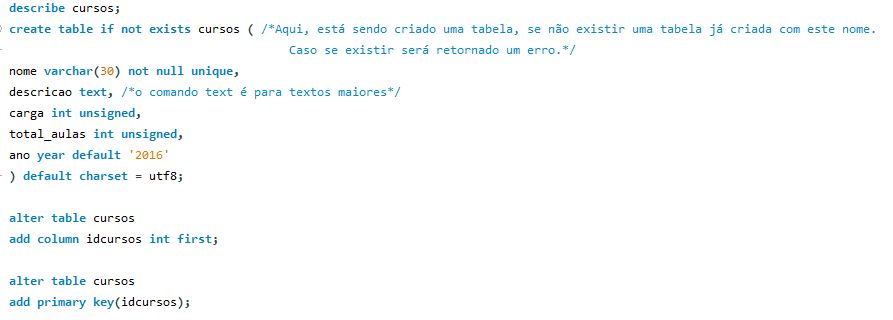 describe cursos;
create table if not exists cursos ( /*Aqui, está sendo criado uma tabela, se não existir uma tabela já criada com este nome.
Caso se existir será retornado um erro.*/
nome varchar(30) not null unique,
descricao text, /*o comando text é para textos maiores*/
carga int unsigned,
total_aulas int unsigned,
ano year default '2016'
) default charset = utf8;
alter table cursos
add column idcursos int first;
alter table cursos
add primary key(idcursos);